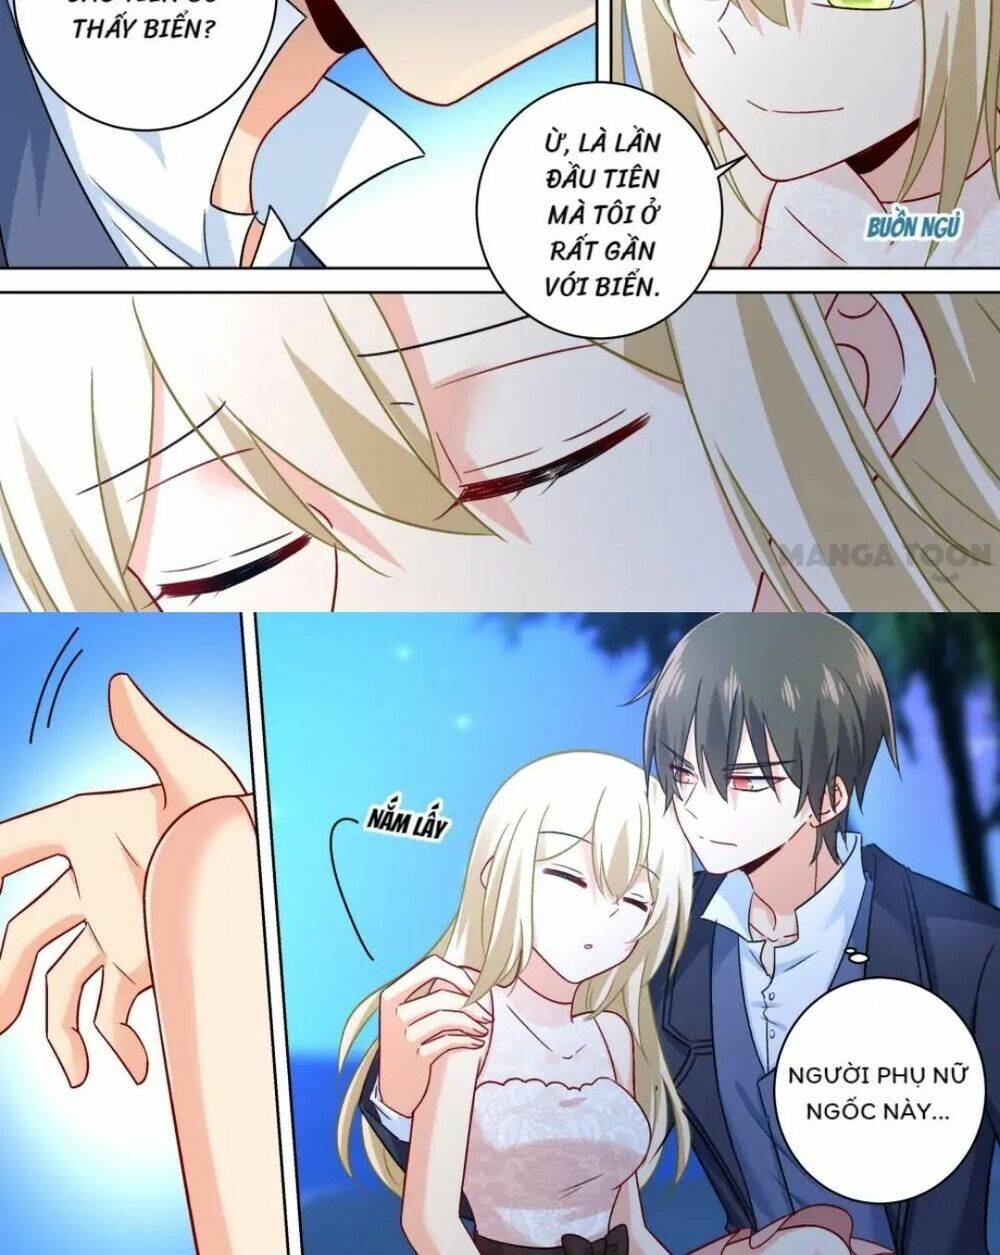 THẤY BIỂN?
Ừ, LÀ LẦN
ĐẦU TIÊN
MÀ TÔI Ở
RẤT GẦN
VỚI BIỂN.
BUỒN NGỦ
MANGA TOON
NẮM LẤY
NGƯỜI PHỤ NỮ
NGỐC NÀY...